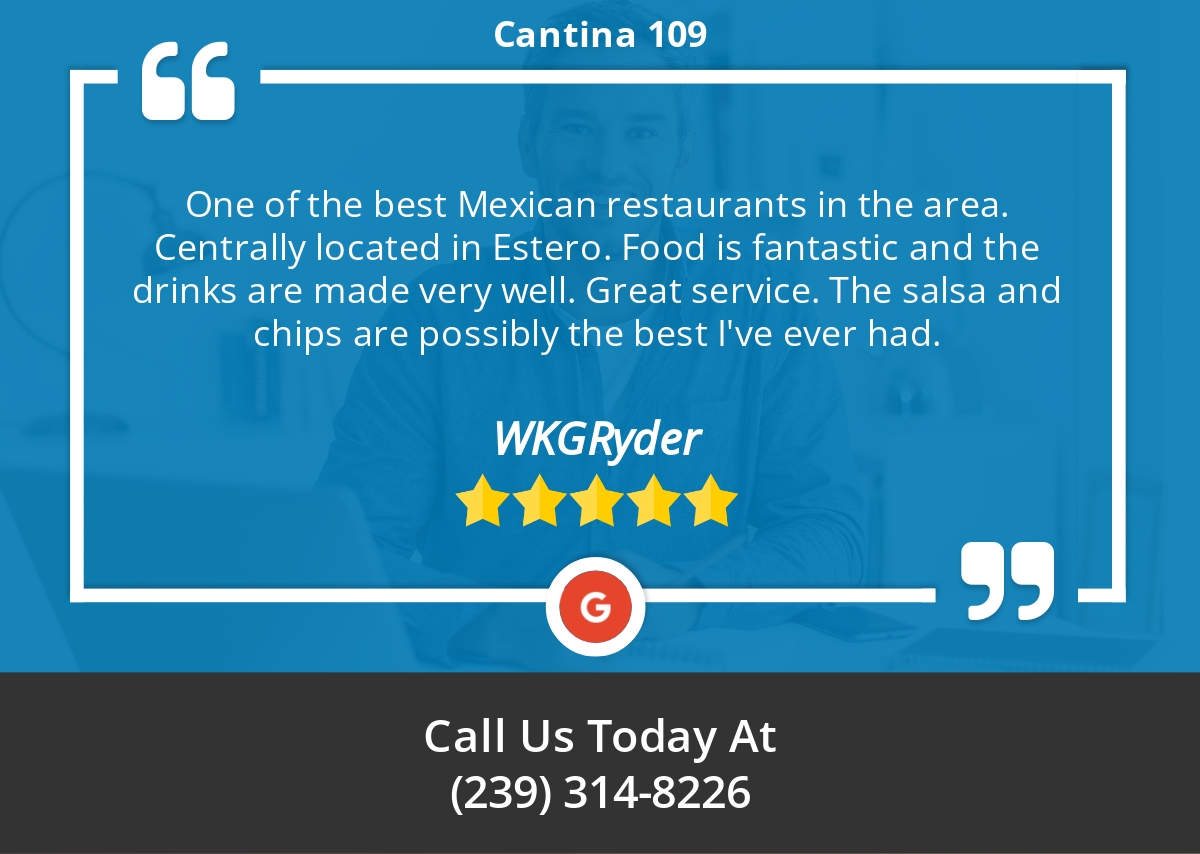 Cantina 109
“
One of the best Mexican restaurants in the area.
Centrally located in Estero. Food is fantastic and the
drinks are made very well. Great service. The salsa and
chips are possibly the best I've ever had.
WKGRyder
G
”
Call Us Today At
(239) 314-8226